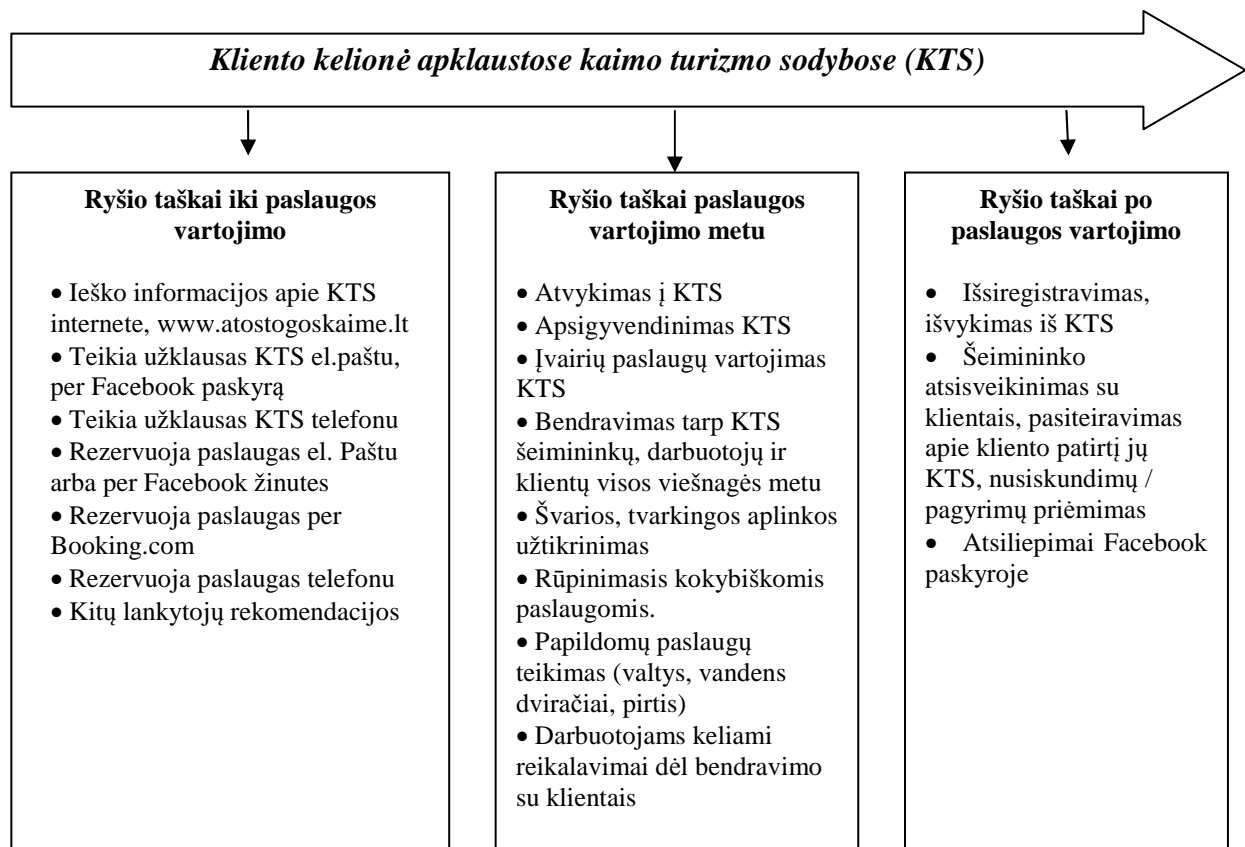 Kliento kelionė apklaustose kaimo turizmo sodybose (KTS)
Ryšio taškai iki paslaugos
vartojimo
• Ieško informacijos apie KTS
internete, www.atostogoskaime.lt
• Teikia užklausas KTS el.paštu,
per Facebook paskyrą
• Teikia užklausas KTS telefonu
• Rezervuoja paslaugas el. Paštu
arba per Facebook žinutes
• Rezervuoja paslaugas per
Booking.com
• Rezervuoja paslaugas telefonu
• Kitų lankytojų rekomendacijos
Ryšio taškai paslaugos
vartojimo metu
• Atvykimas į KTS
• Apsigyvendinimas KTS
• Įvairių paslaugų vartojimas
KTS
• Bendravimas tarp KTS
šeimininkų, darbuotojų ir
klientų visos viešnagės metu
• Švarios, tvarkingos aplinkos
užtikrinimas
• Rūpinimasis kokybiškomis
paslaugomis.
• Papildomų paslaugų
teikimas (valtys, vandens
dviračiai, pirtis)
• Darbuotojams keliami
reikalavimai dėl bendravimo
su klientais
Ryšio taškai po
paslaugos vartojimo
• Išsiregistravimas,
išvykimas iš KTS
• Šeimininko
atsisveikinimas su
klientais, pasiteiravimas
apie kliento patirtį jų
KTS, nusiskundimų /
pagyrimų priėmimas
• Atsiliepimai Facebook
paskyroje